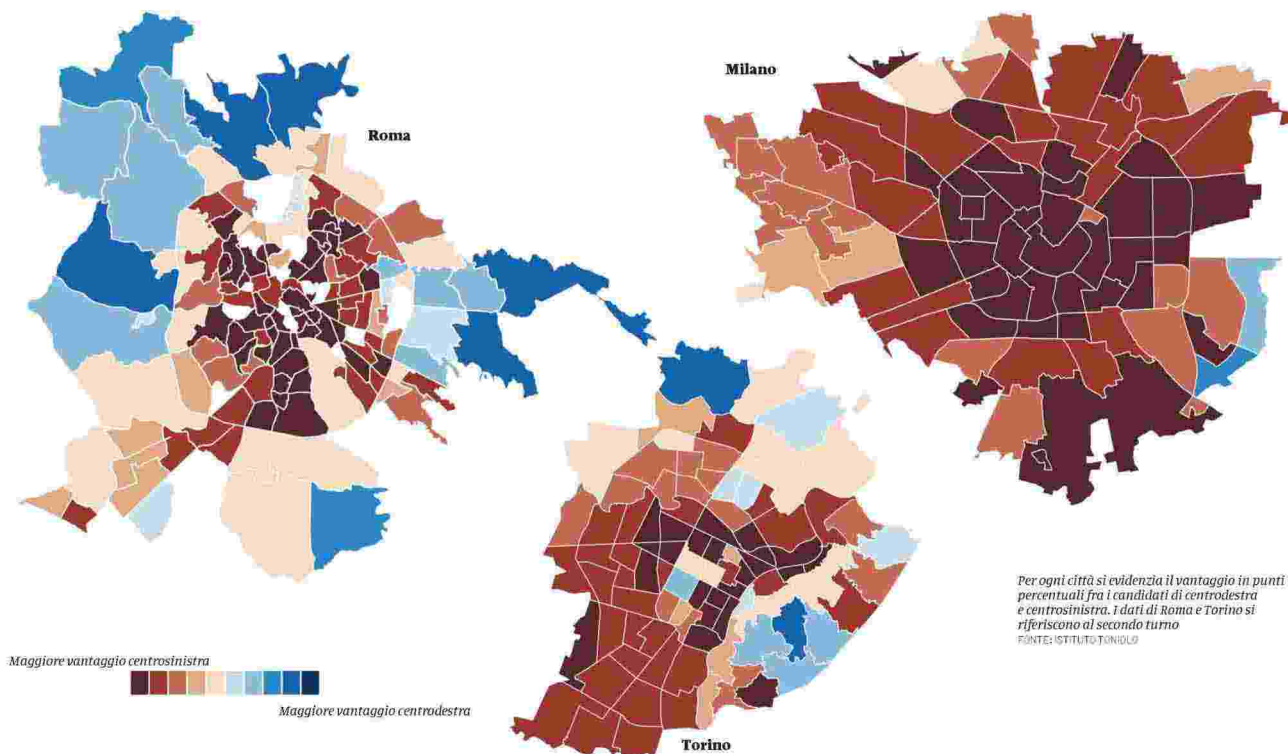 Roma
Milano
Per ogni città si evidenzia il vantaggio in punti
percentuali fra i candidati di centrodestra
e centrosinistra. I dati di Roma e Torino si
riferiscono al secondo turno
FONTE: ISTITUTO TONIOLO
Maggiore vantaggio centrosinistra
Maggiore vantaggio centrodestra
Torino